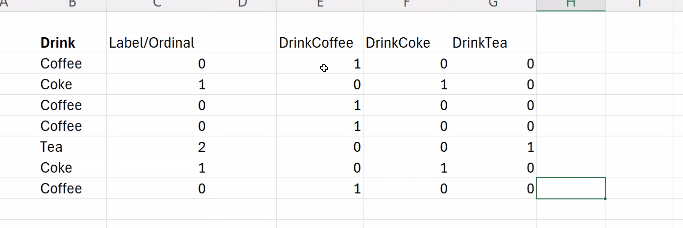 A B C D E F G H I
Drink Label/Ordinal DrinkCoffee DrinkCoke DrinkTea
Coffee 0 1 0 0
Coke 1 0 1 0
Coffee 0 1 0 0
Coffee 0 1 0 0
Tea 2 0 0 1
Coke 1 0 1 0
Coffee 0 1 0 0